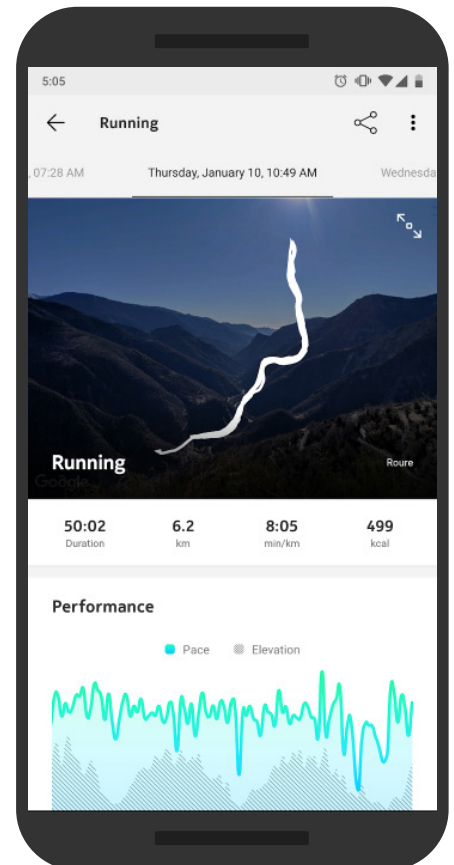 5:05
Running
, 07:28 AM Thursday, January 10, 10:49 AM Wednesda
Running
Roure
Google
50:02 6.2 8:05 499
Duration km min/km kcal
Performance
Pace Elevation